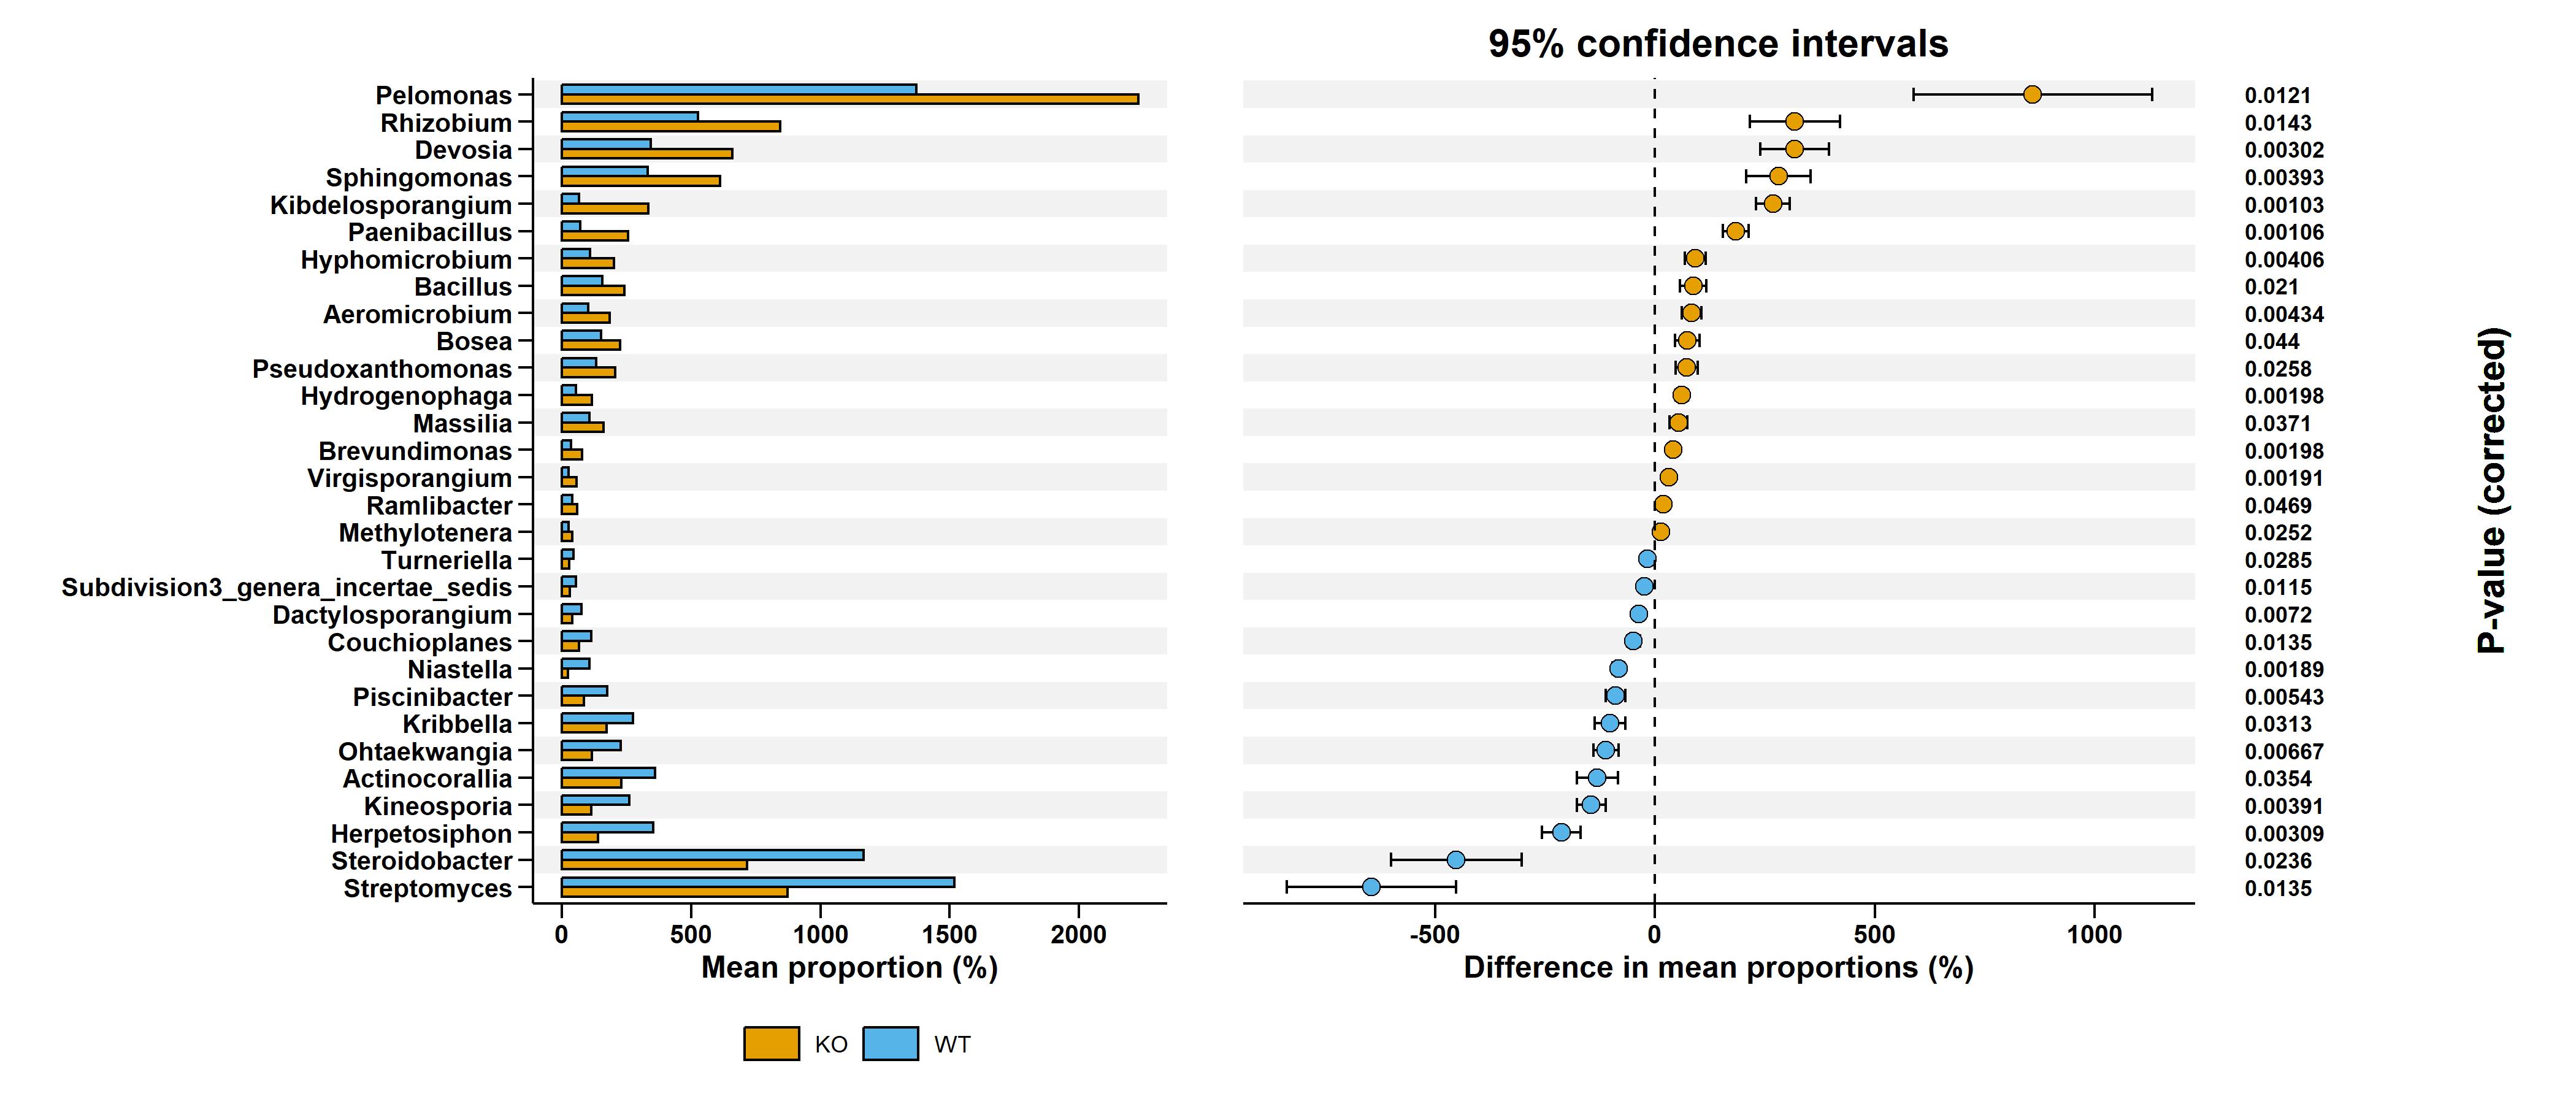 95% confidence intervals
Pelomonas 0.0121
Rhizobium 0.0143
Devosia 0.00302
Sphingomonas 0.00393
Kibdelosporangium 0.00103
Paenibacillus 0.00106
Hyphomicrobium 0.00406
Bacillus 0.021
Aeromicrobium 0.00434
Bosea 0.044
Pseudoxanthomonas 0.0258
Hydrogenophaga 0.00198
Massilia 0.0371
Brevundimonas 0.00198
Virgisporangium 0.00191
Ramlibacter 0.0469
Methylotenera 0.0252
Turneriella 0.0285
Subdivision3_genera_incertae_sedis 0.0115
Dactylosporangium 0.0072
Couchioplanes 0.0135
Niastella 0.00189
Piscinibacter 0.00543
Kribbella 0.0313
Ohtaekwangia 0.00667
Actinocorallia 0.0354
Kineosporia 0.00391
Herpetosiphon 0.00309
Steroidobacter 0.0236
Streptomyces 0.0135
P-value (corrected)
0 500 1000 1500 2000 -500 0 500 1000
Mean proportion (%) Difference in mean proportions (%)
KO WT